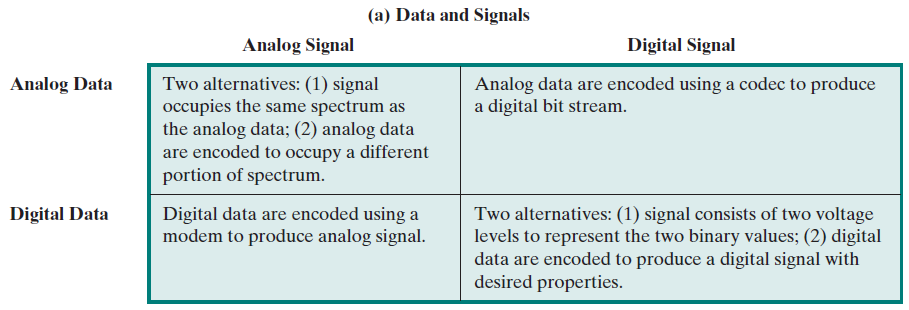 (a) Data and Signals
Analog Signal
Digital Signal
Analog Data
Two alternatives: (1) signal
occupies the same spectrum as
the analog data; (2) analog data
are encoded to occupy a different
portion of spectrum.
Analog data are encoded using a codec to produce
a digital bit stream.
Digital Data
Digital data are encoded using a
modem to produce analog signal.
Two alternatives: (1) signal consists of two voltage
levels to represent the two binary values; (2) digital
data are encoded to produce a digital signal with
desired properties.